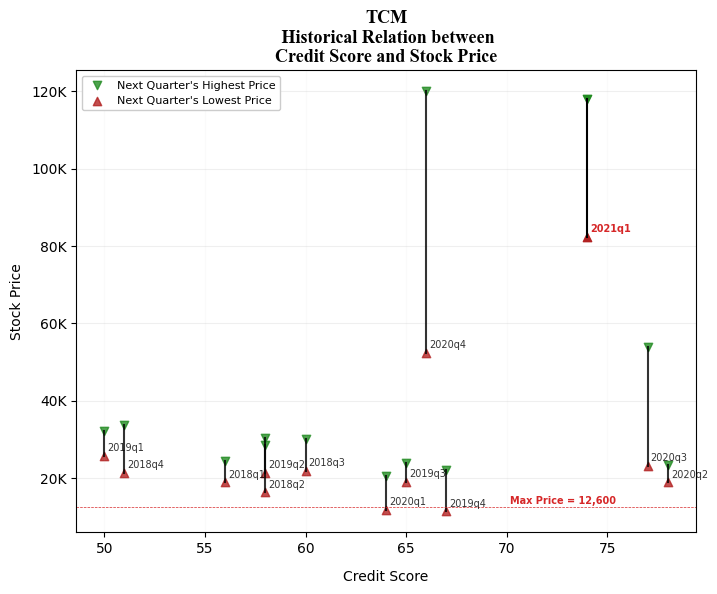 TCM
Historical Relation between
Credit Score and Stock Price
Next Quarter's Highest Price
Next Quarter's Lowest Price
120K
100K
80K
60K
40K
20K
Stock Price
2021q1
2020q4
2019q1
2018q4
2018q1
2019q2
2018q2
2018q3
2019q3
2020q1
2019q4
2020q3
2020q2
Max Price = 12,600
50
55
60
65
70
75
Credit Score